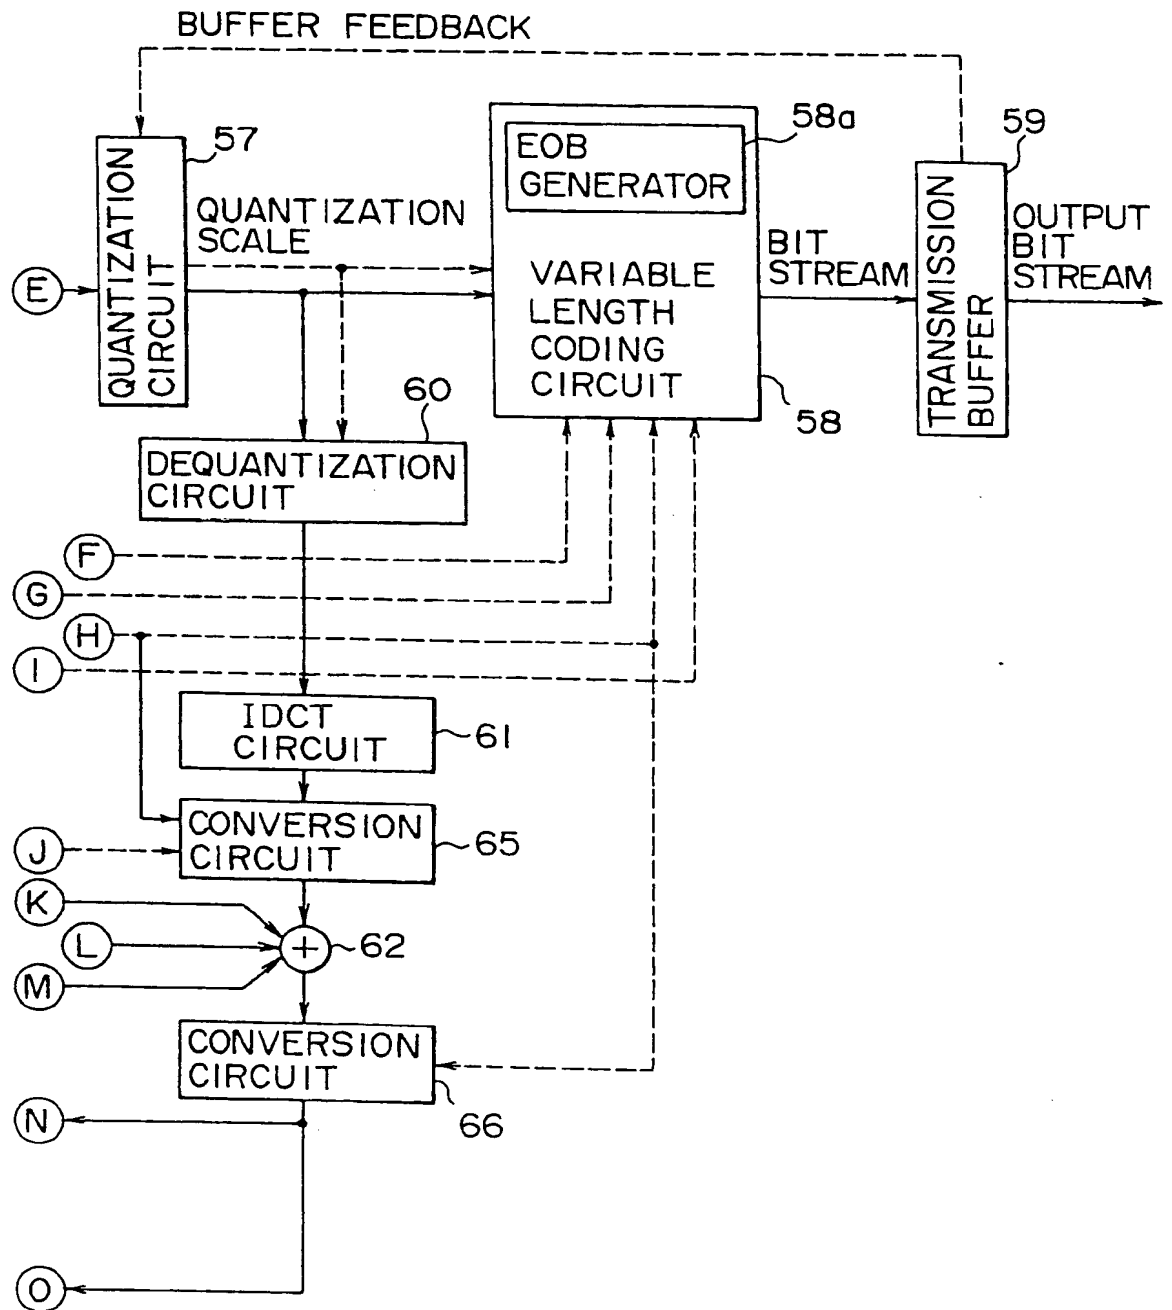 BUFFER FEEDBACK
57
QUANTIZATION
CIRCUIT
QUANTIZATION
SCALE
E
EOB
GENERATOR
58a
VARIABLE
LENGTH
CODING
CIRCUIT
58
BIT
STREAM
59
TRANSMISSION
BUFFER
OUTPUT
BIT
STREAM
60
DEQUANTIZATION
CIRCUIT
F
G
H
I
IDCT
CIRCUIT
61
CONVERSION
CIRCUIT
65
J
K
L
M
+
62
CONVERSION
CIRCUIT
66
N
O